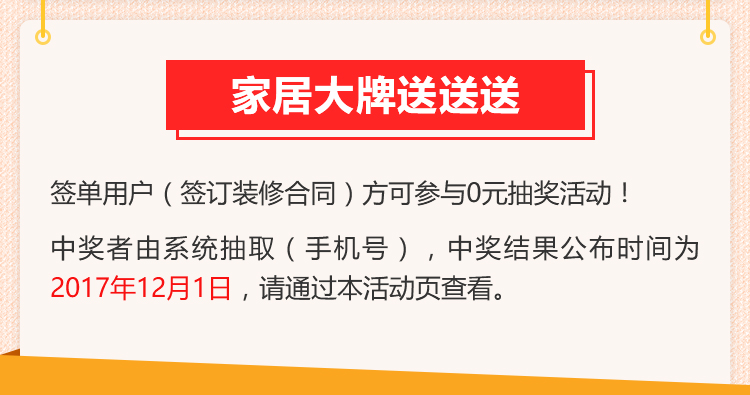 家居大牌送送送
签单用户（签订装修合同）方可参与0元抽奖活动！
中奖者由系统抽取（手机号），中奖结果公布时间为
2017年12月1日，请通过本活动页查看。